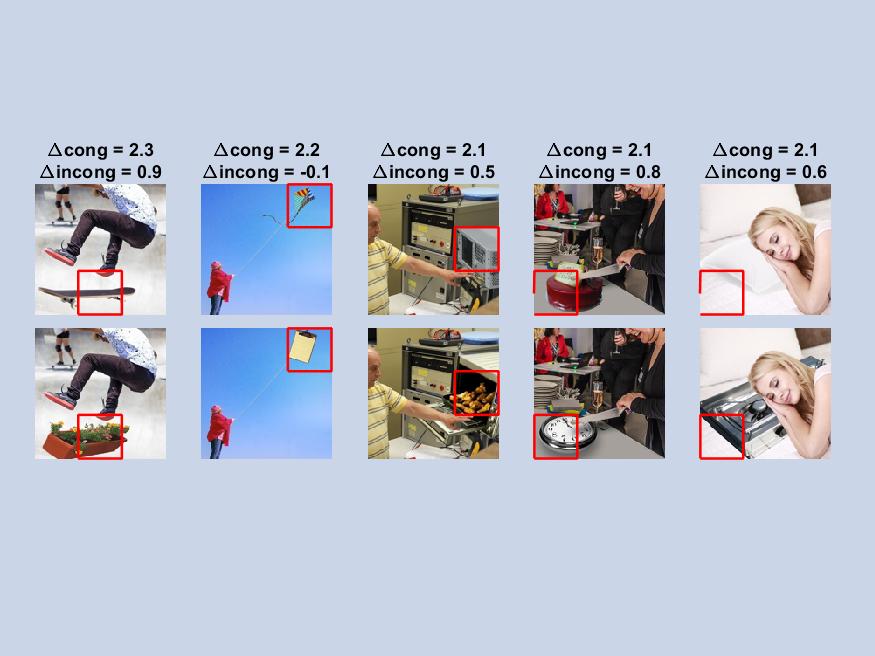 Δcong = 2.3
Δincong = 0.9
Δcong = 2.2
Δincong = -0.1
Δcong = 2.1
Δincong = 0.5
Δcong = 2.1
Δincong = 0.8
Δcong = 2.1
Δincong = 0.6